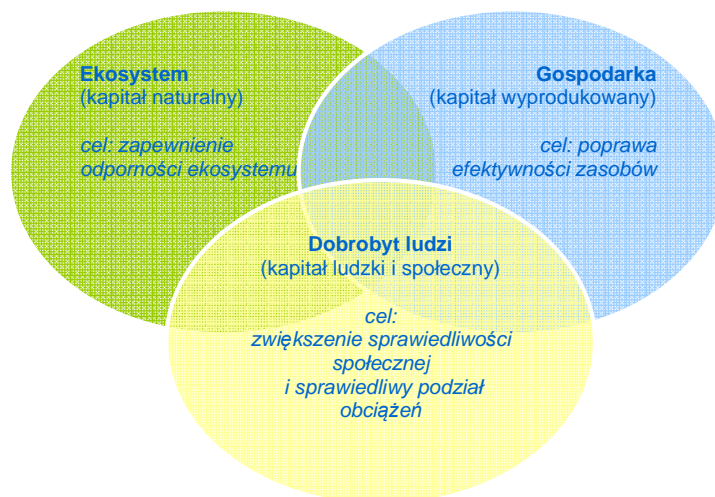 Ekosystem
(kapitał naturalny)
cel: zapewnienie
odporności ekosystemu
Gospodarka
(kapitał wyprodukowany)
cel: poprawa
efektywności zasobów
Dobrobyt ludzi
(kapitał ludzki i społeczny)
cel:
zwiększenie sprawiedliwości
społecznej
i sprawiedliwy podział
obciążeń